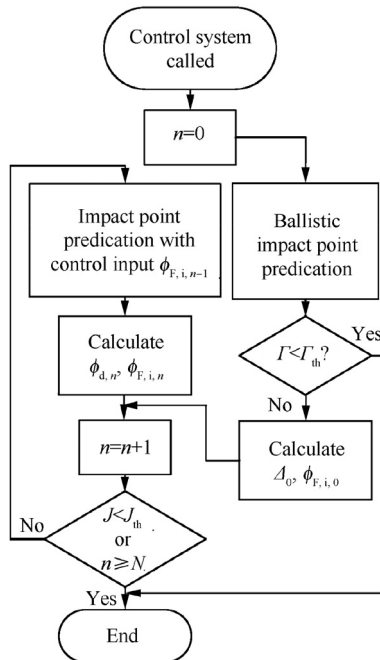 Control system
called
n=0
Impact point
predication with
control input ϕF, i, n−1
Ballistic
impact point
predication
Calculate
ϕd, n, ϕF, i, n
Γ<Γth?
Yes
No
n=n+1
Calculate
Δ0, ϕF, i, 0
No
J<Jth
or
n≥N
Yes
End